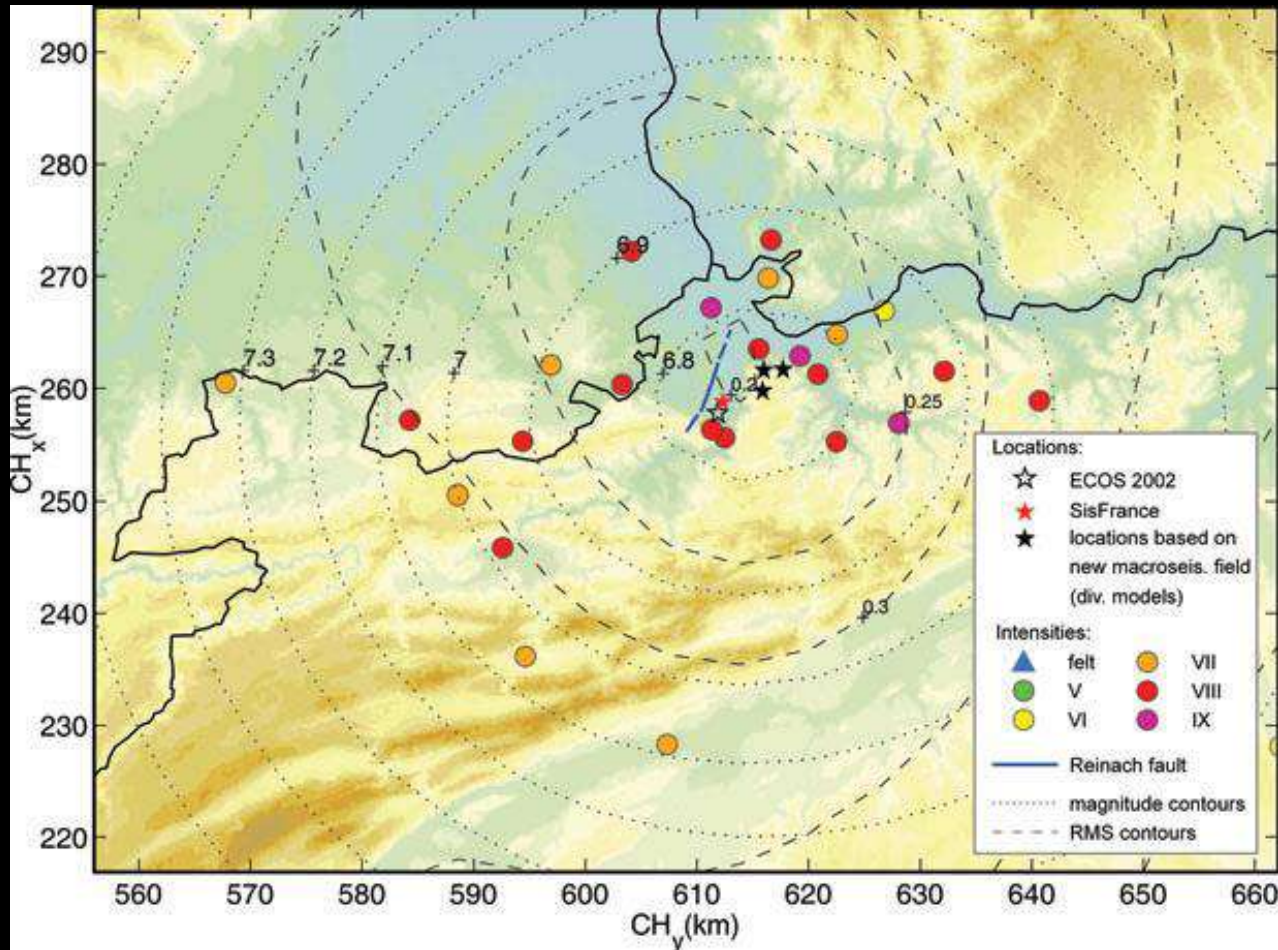 290
280
270
260
250
240
230
220
CH_x(km)
560
570
580
590
600
610
620
630
640
650
660
CH_y(km)
6.9
7.3
7.2
7.1
7
6.8
0.2
0.25
0.3
Locations:
ECOS 2002
SisFrance
locations based on
new macroseis. field
(div. models)
Intensities:
felt
V
VI
VII
VIII
IX
Reinach fault
magnitude contours
RMS contours